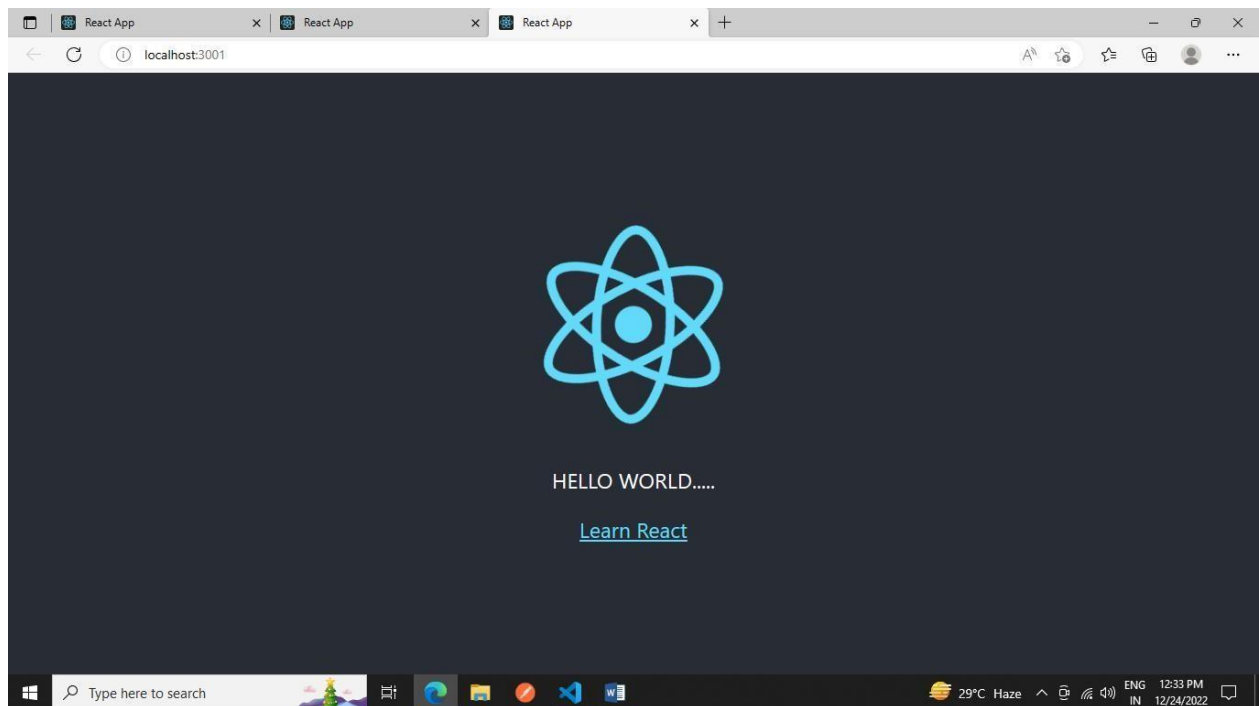 React App
React App
React App
localhost:3001
HELLO WORLD.....
Learn React
Type here to search
29°C Haze
ENG
IN
12:33 PM
12/24/2022